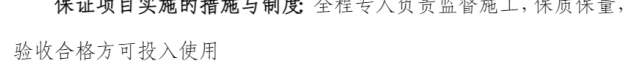 保证项目实施的措施与制度: 全程专人负责监督施工,保质保量,
验收合格方可投入使用